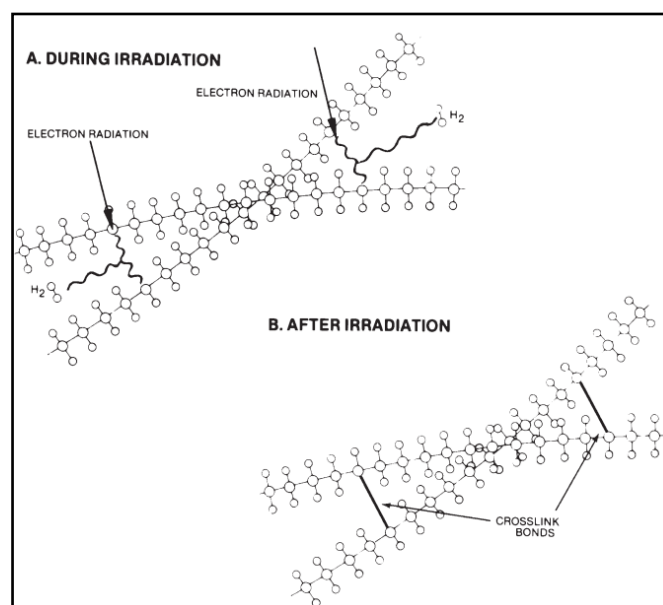 A. DURING IRRADIATION
ELECTRON RADIATION
H₂
ELECTRON RADIATION
H₂
B. AFTER IRRADIATION
CROSSLINK
BONDS